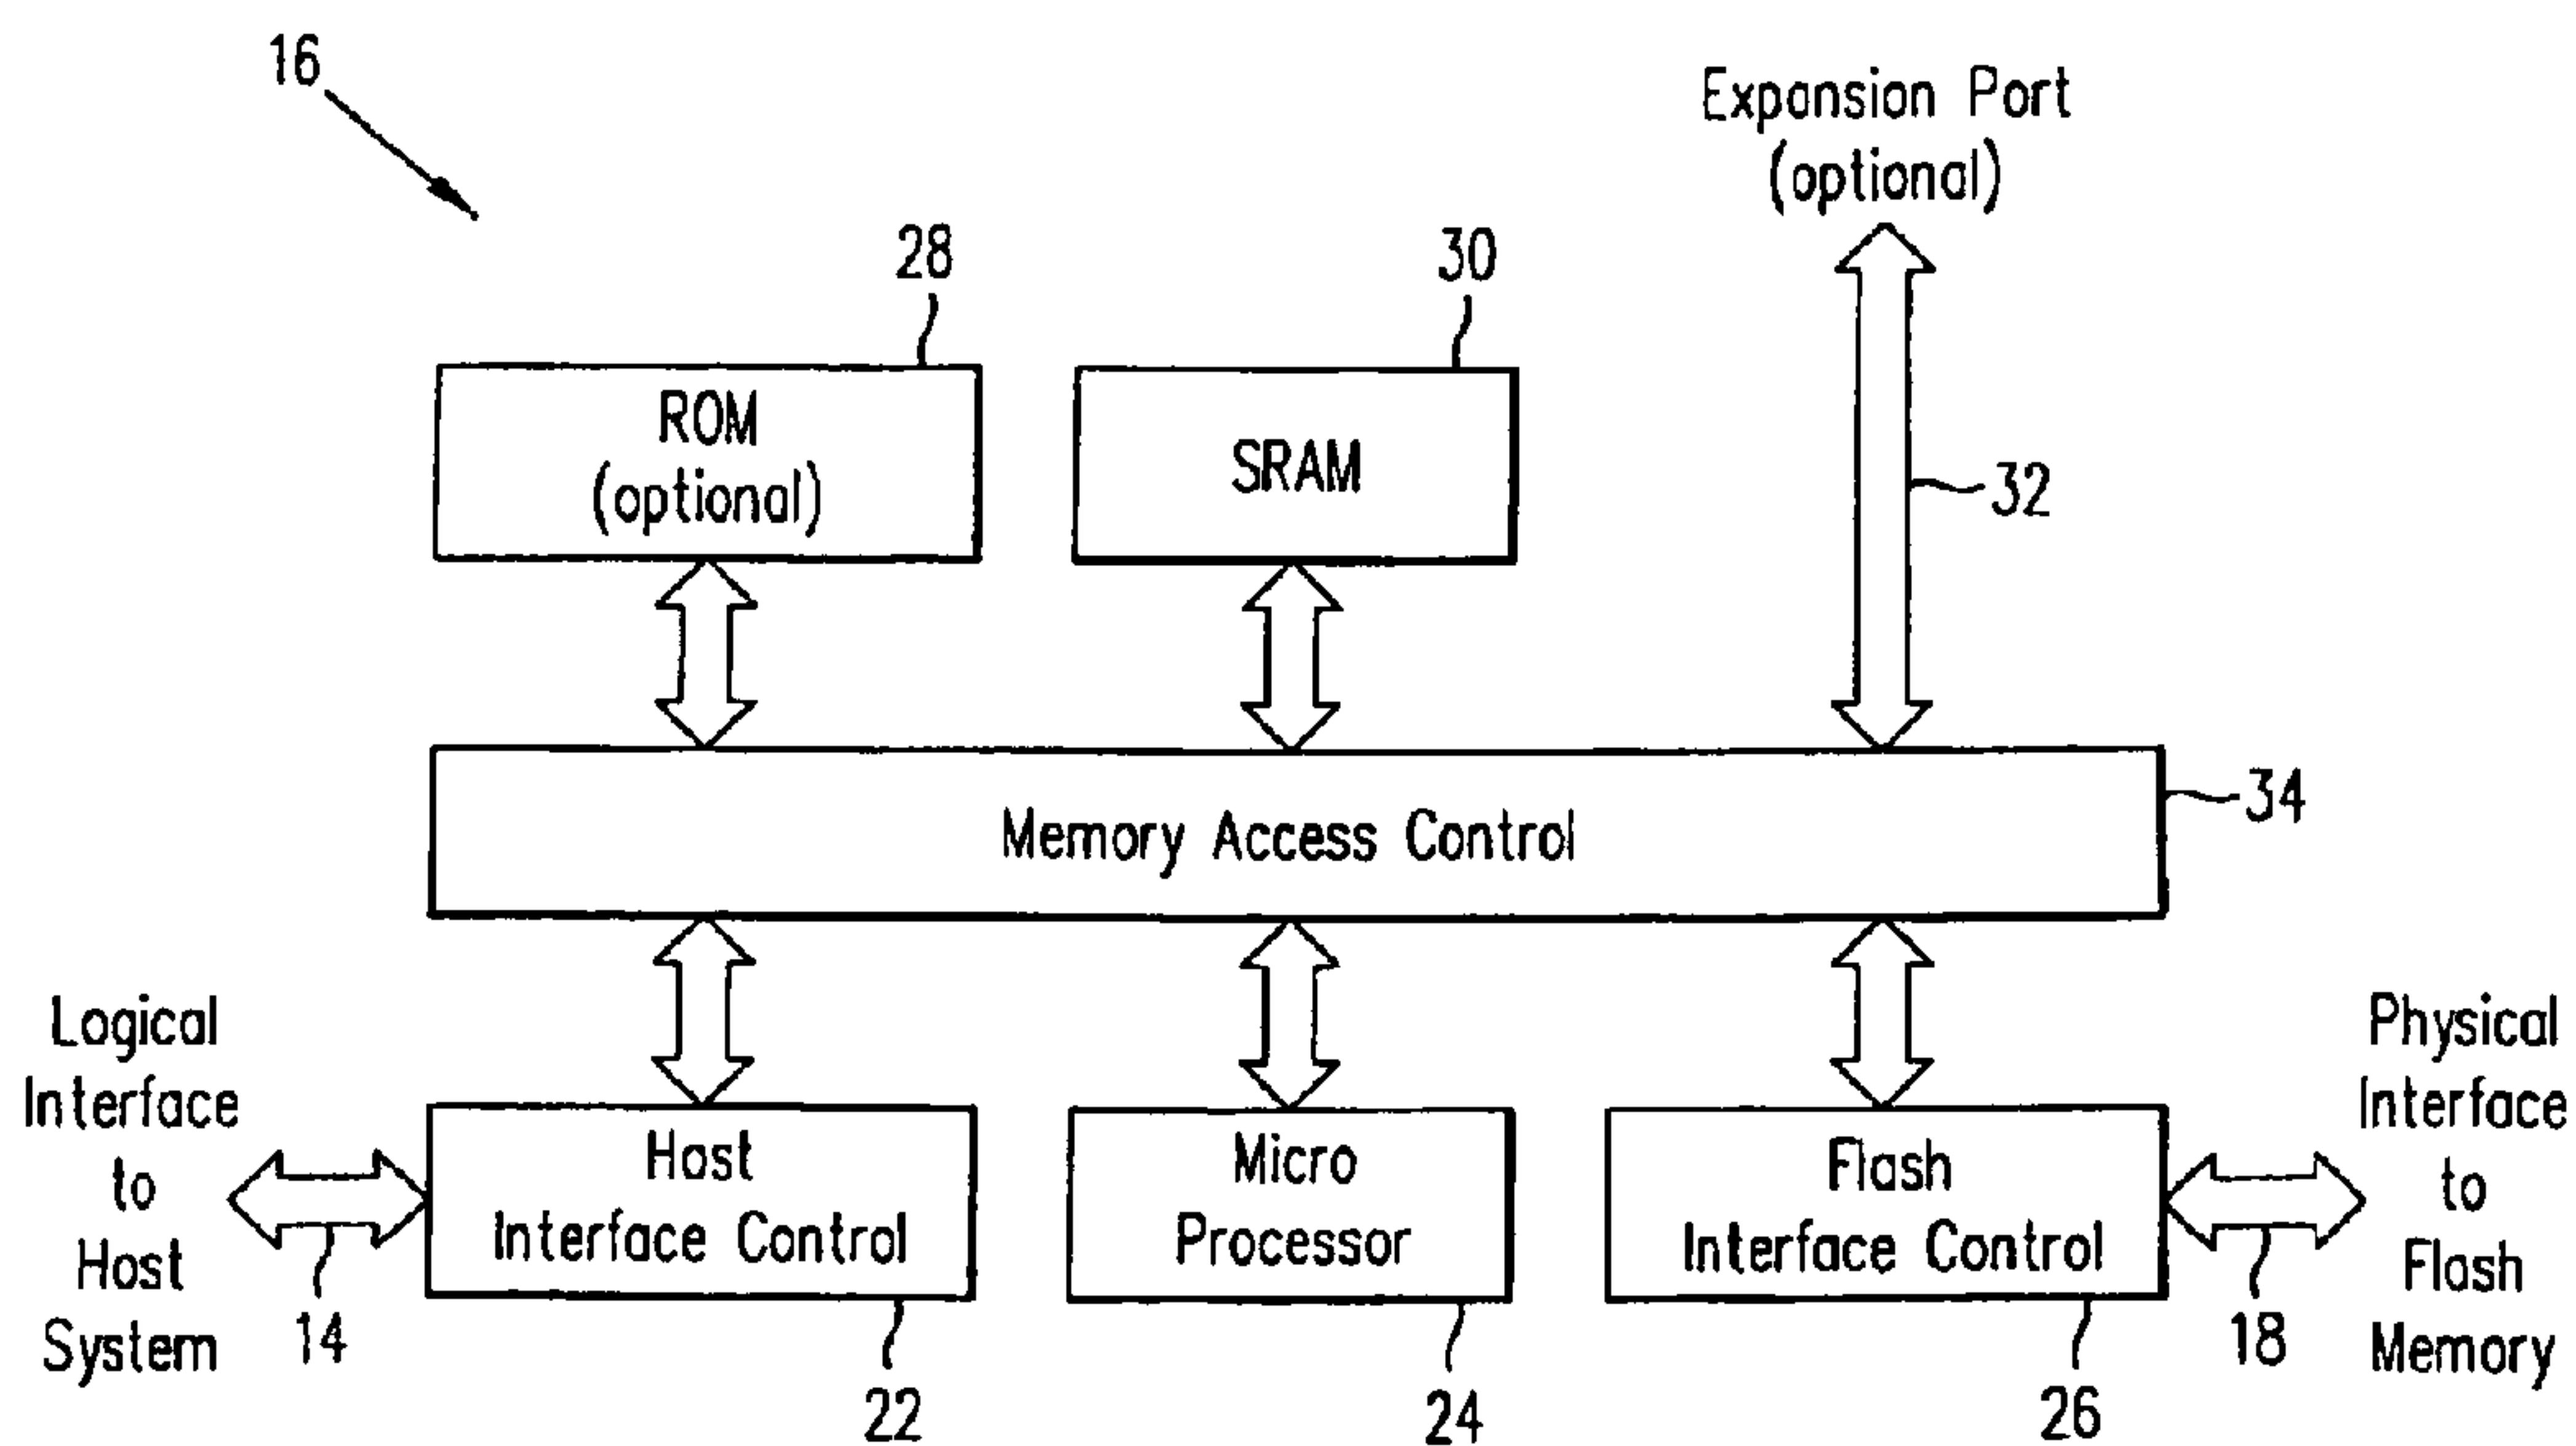 16
Expansion Port
(optional)
28
30
ROM
(optional)
SRAM
32
Memory Access Control
34
Logical
Interface
to
Host
System
14
Host
Interface Control
22
Micro
Processor
24
Flash
Interface Control
26
18
Physical
Interface
to
Flash
Memory